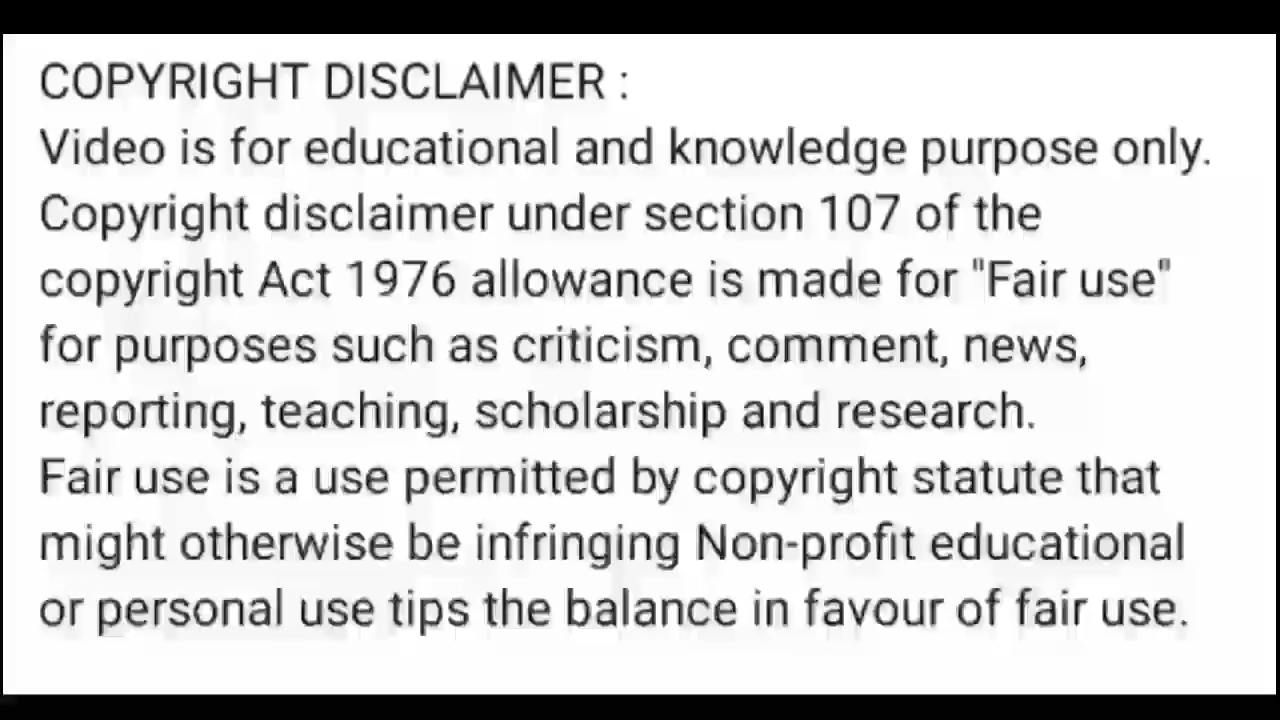 COPYRIGHT DISCLAIMER :
Video is for educational and knowledge purpose only.
Copyright disclaimer under section 107 of the
copyright Act 1976 allowance is made for "Fair use"
for purposes such as criticism, comment, news,
reporting, teaching, scholarship and research.
Fair use is a use permitted by copyright statute that
might otherwise be infringing Non-profit educational
or personal use tips the balance in favour of fair use.